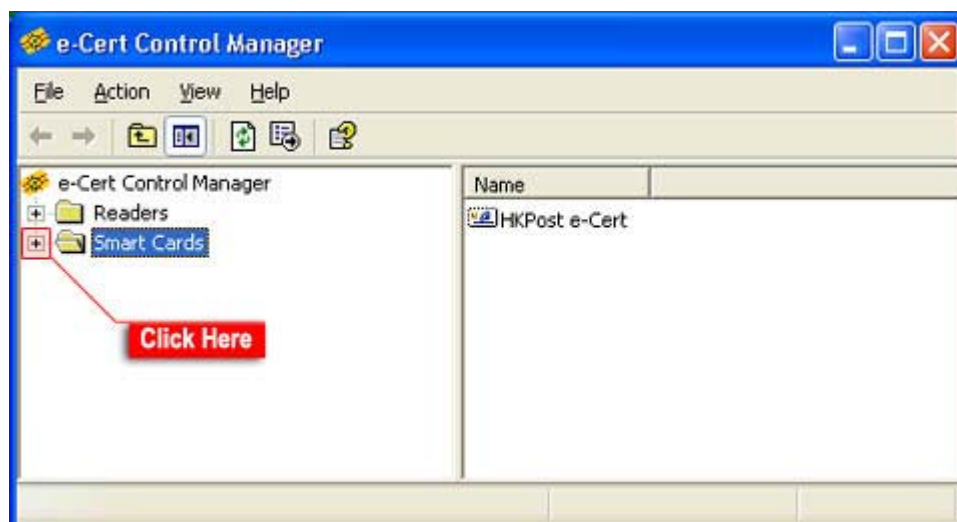 e-Cert Control Manager
File Action View Help
e-Cert Control Manager
Readers
Smart Cards
Click Here
Name
HKPost e-Cert